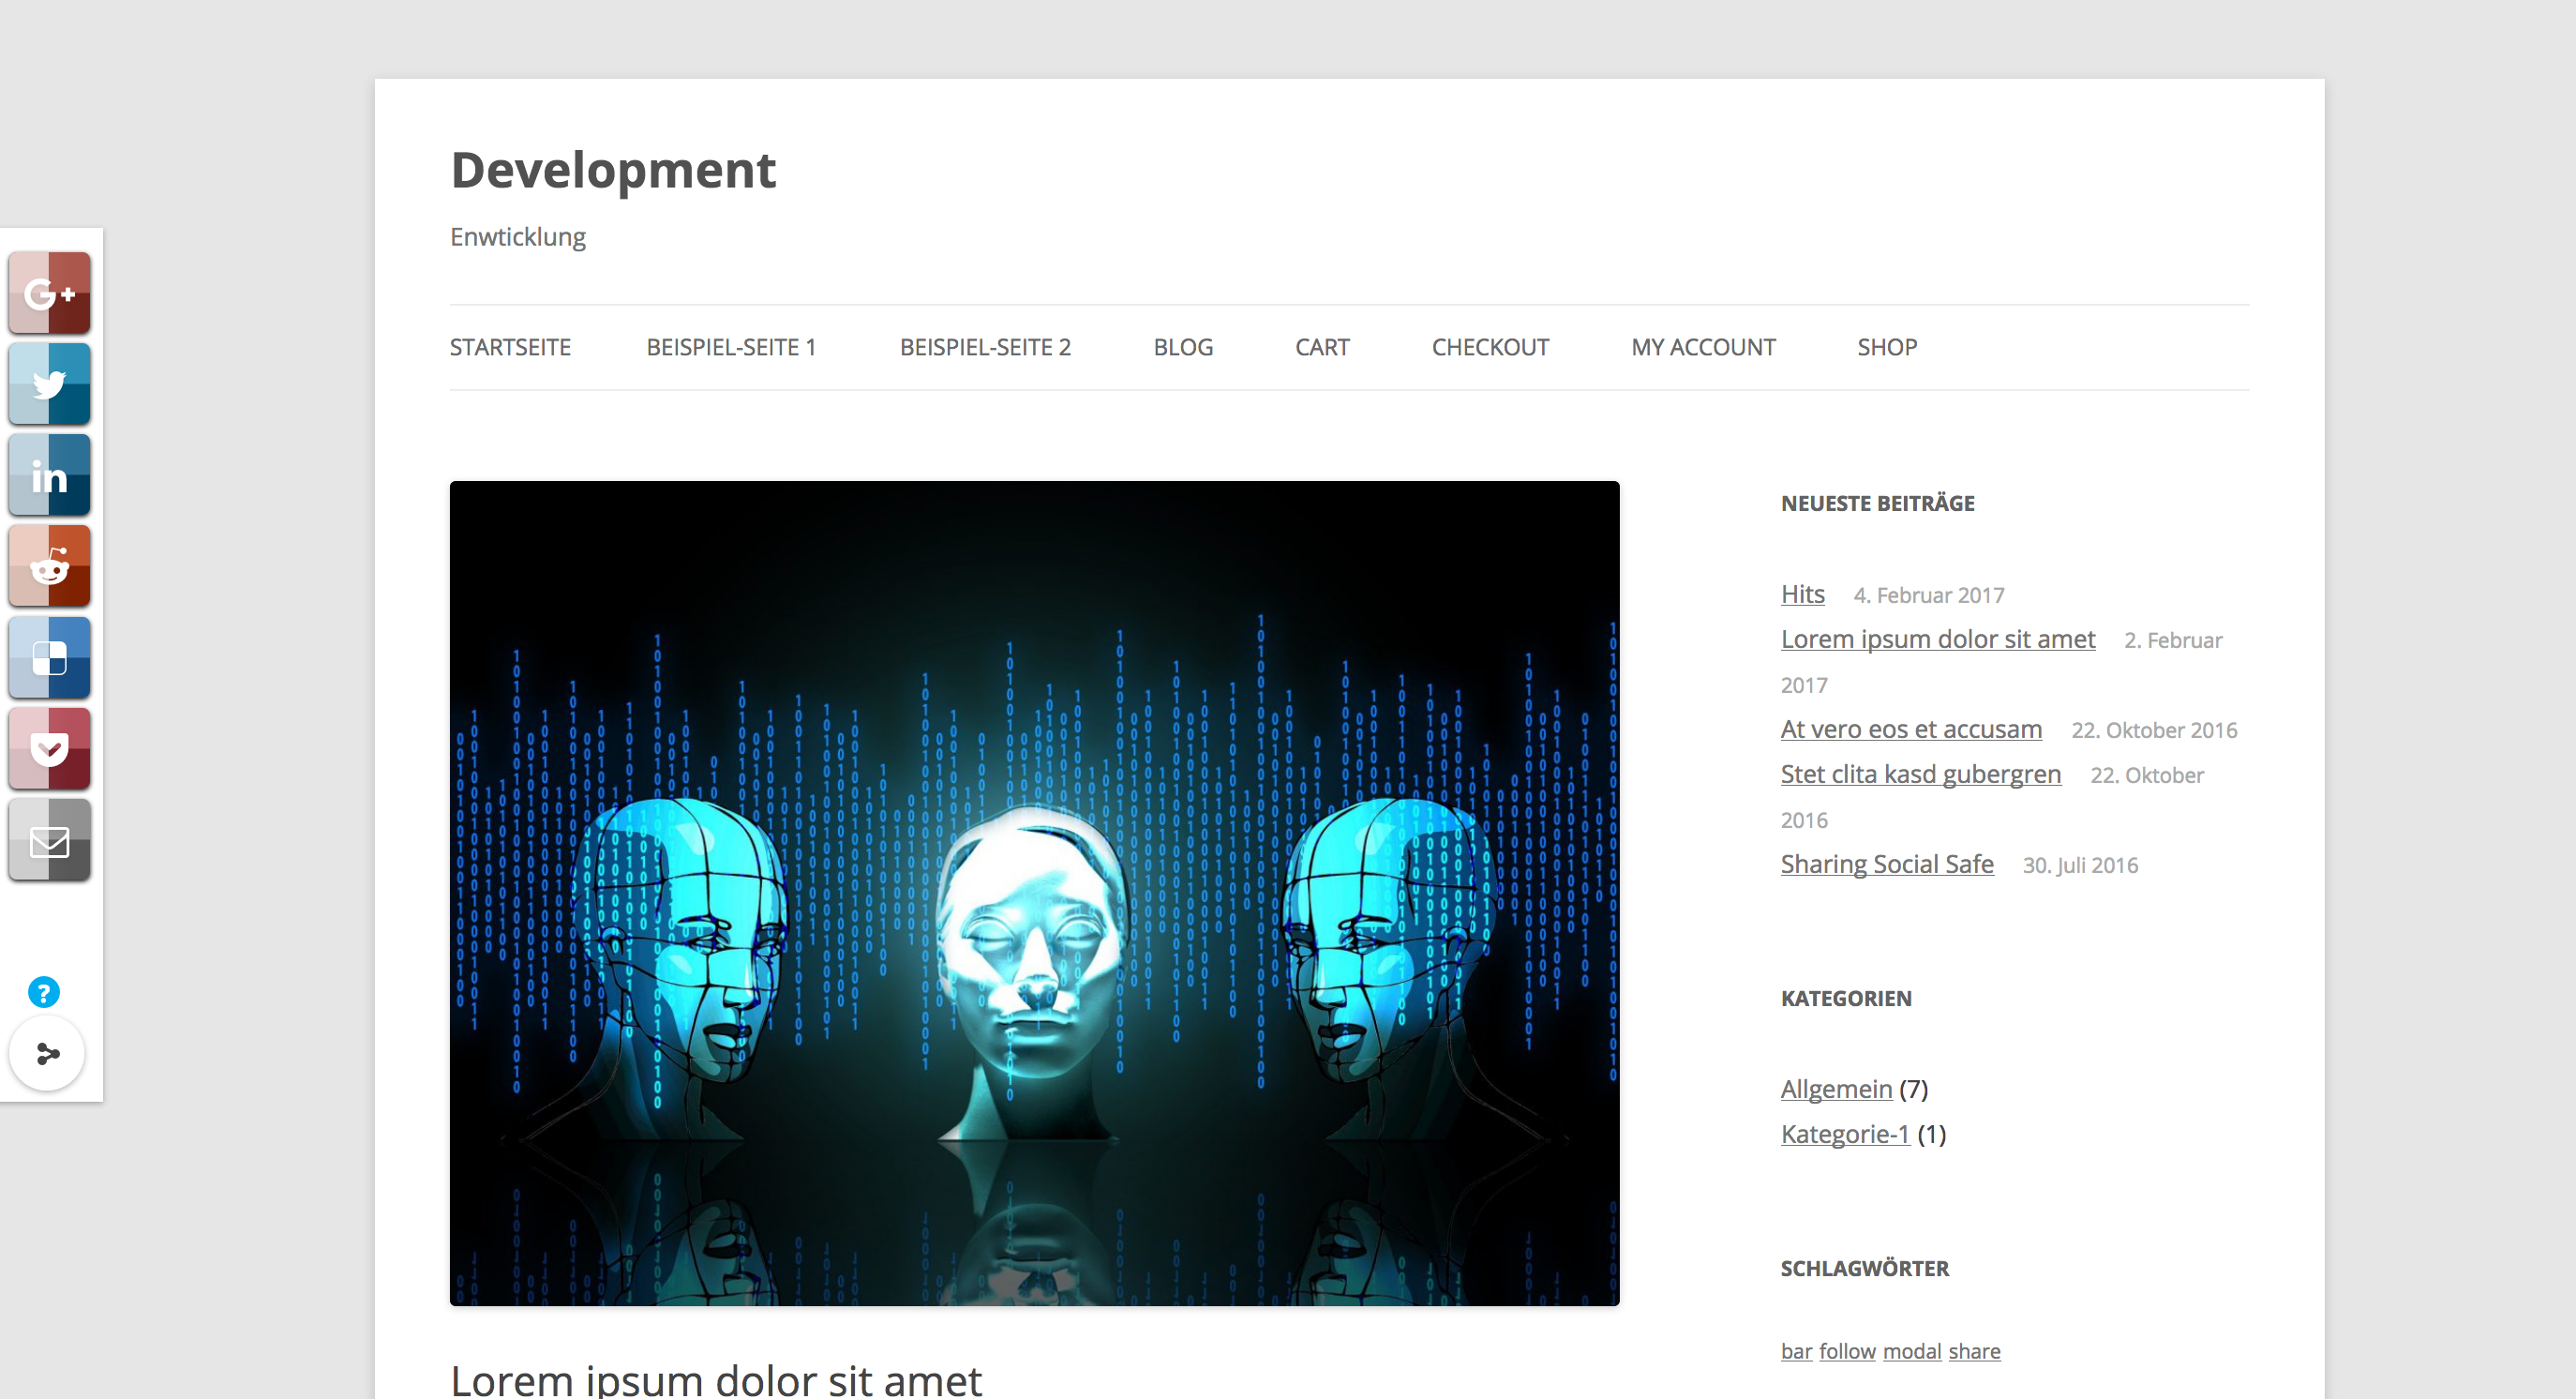 Development
Enwticklung
STARTSEITE BEISPIEL-SEITE 1 BEISPIEL-SEITE 2 BLOG CART CHECKOUT MY ACCOUNT SHOP
G+
in
?
NEUESTE BEITRÄGE
Hits 4. Februar 2017
Lorem ipsum dolor sit amet 2. Februar
2017
At vero eos et accusam 22. Oktober 2016
Stet clita kasd gubergren 22. Oktober
2016
Sharing Social Safe 30. Juli 2016
KATEGORIEN
Allgemein (7)
Kategorie-1 (1)
SCHLAGWÖRTER
bar follow modal share
Lorem ipsum dolor sit amet